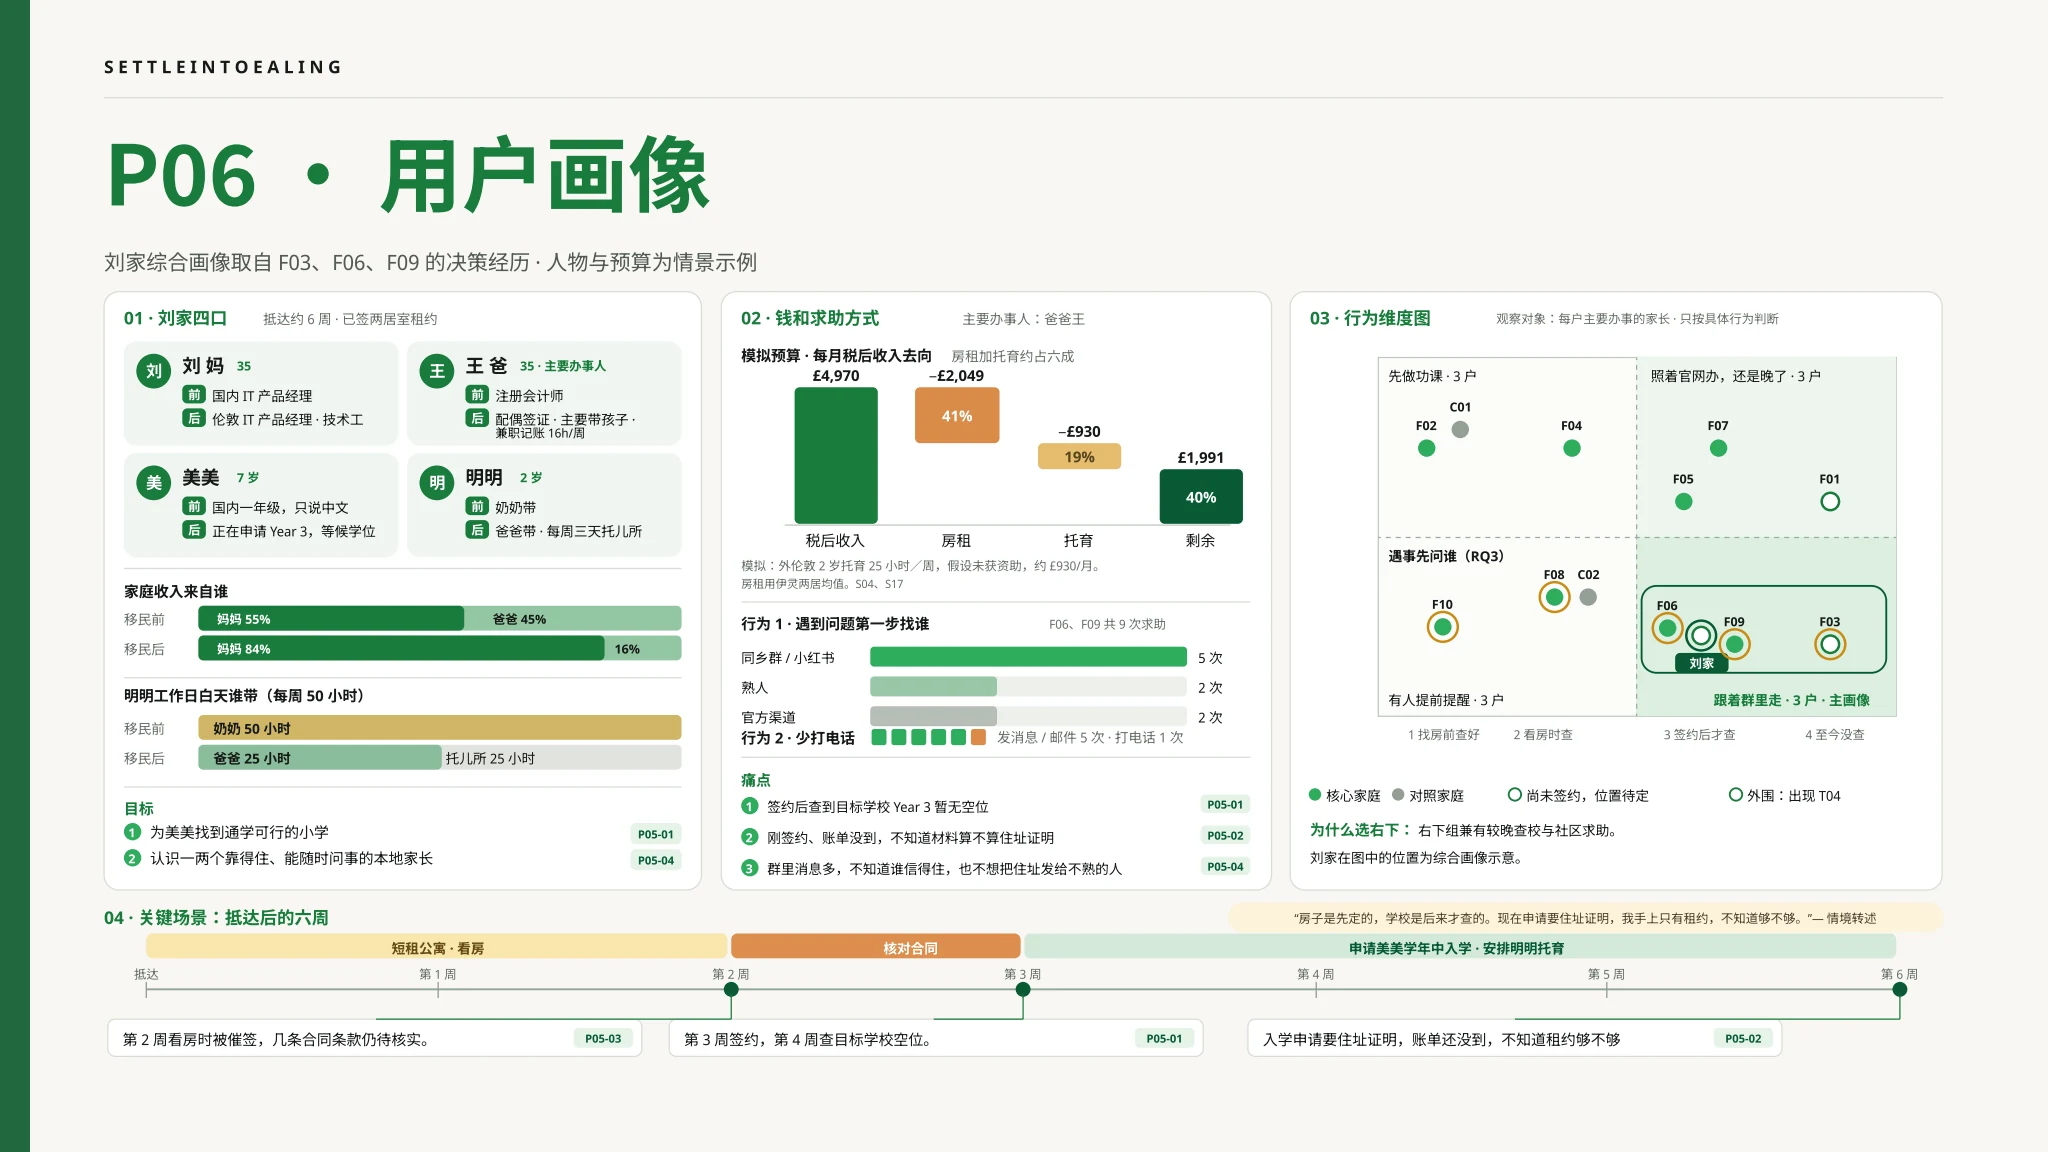 SETTLEINTOEALING
P06 · 用户画像
刘家综合画像取自 F03、F06、F09 的决策经历 · 人物与预算为情景示例
01 · 刘家四口
抵达约 6 周 · 已签两居室租约
刘
刘 妈 35
前 国内 IT 产品经理
后 伦敦 IT 产品经理 · 技术工
王
王 爸 35 · 主要办事人
前 注册会计师
后 配偶签证 · 主要带孩子 ·
兼职记账 16h/周
美
美美 7 岁
前 国内一年级，只说中文
后 正在申请 Year 3，等候学位
明
明明 2 岁
前 奶奶带
后 爸爸带 · 每周三天托儿所
家庭收入来自谁
移民前 妈妈 55% 爸爸 45%
移民后 妈妈 84% 16%
明明工作日白天谁带（每周 50 小时）
移民前 奶奶 50 小时
移民后 爸爸 25 小时 托儿所 25 小时
目标
1 为美美找到通学可行的小学 P05-01
2 认识一两个靠得住、能随时问事的本地家长 P05-04
02 · 钱和求助方式
主要办事人：爸爸王
模拟预算 · 每月税后收入去向 房租加托育约占六成
£4,970
–£2,049
41%
–£930
19%
£1,991
40%
税后收入 房租 托育 剩余
模拟：外伦敦 2 岁托育 25 小时／周，假设未获资助，约 £930/月。
房租用伊灵两居均值。S04、S17
行为 1 · 遇到问题第一步找谁 F06、F09 共 9 次求助
同乡群 / 小红书 5 次
熟人 2 次
官方渠道 2 次
行为 2 · 少打电话 发消息 / 邮件 5 次 · 打电话 1 次
痛点
1 签约后查到目标学校 Year 3 暂无空位 P05-01
2 刚签约、账单没到，不知道材料算不算住址证明 P05-02
3 群里消息多，不知道谁信得住，也不想把住址发给不熟的人 P05-04
03 · 行为维度图
观察对象：每户主要办事的家长 · 只按具体行为判断
先做功课 · 3 户
照着官网办，还是晚了 · 3 户
C01
F02
F04
F07
F05
F01
遇事先问谁（RQ3）
F08 C02
F10
F06
F09
F03
刘家
有人提前提醒 · 3 户
跟着群里走 · 3 户 · 主画像
1 找房前查好 2 看房时查 3 签约后才查 4 至今没查
核心家庭 对照家庭 尚未签约，位置待定 外围：出现 T04
为什么选右下： 右下组兼有较晚查校与社区求助。
刘家在图中的位置为综合画像示意。
04 · 关键场景：抵达后的六周
“房子是先定的，学校是后来才查的。现在申请要住址证明，我手上只有租约，不知道够不够。”— 情境转述
短租公寓 · 看房
核对合同
申请美美学年中入学 · 安排明明托育
抵达 第 1 周 第 2 周 第 3 周 第 4 周 第 5 周 第 6 周
第 2 周看房时被催签，几条合同条款仍待核实。 P05-03
第 3 周签约，第 4 周查目标学校空位。 P05-01
入学申请要住址证明，账单还没到，不知道租约够不够 P05-02